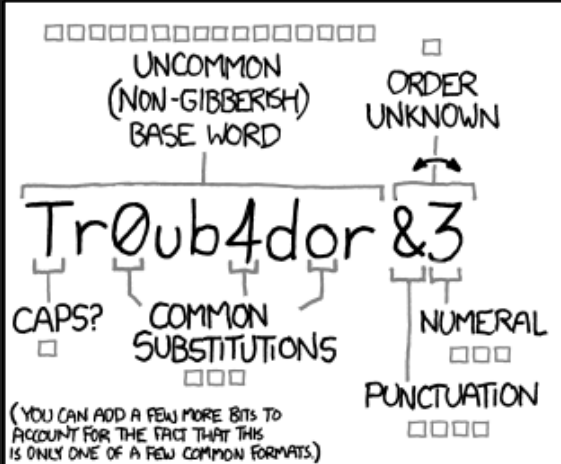 UNCOMMON
(NON-GIBBERISH)
BASE WORD
ORDER
UNKNOWN
Tr0ub4dor &3
CAPS?
COMMON
SUBSTITUTIONS
NUMERAL
PUNCTUATION
(YOU CAN ADD A FEW MORE BITS TO
ACCOUNT FOR THE FACT THAT THIS
IS ONLY ONE OF A FEW COMMON FORMATS.)